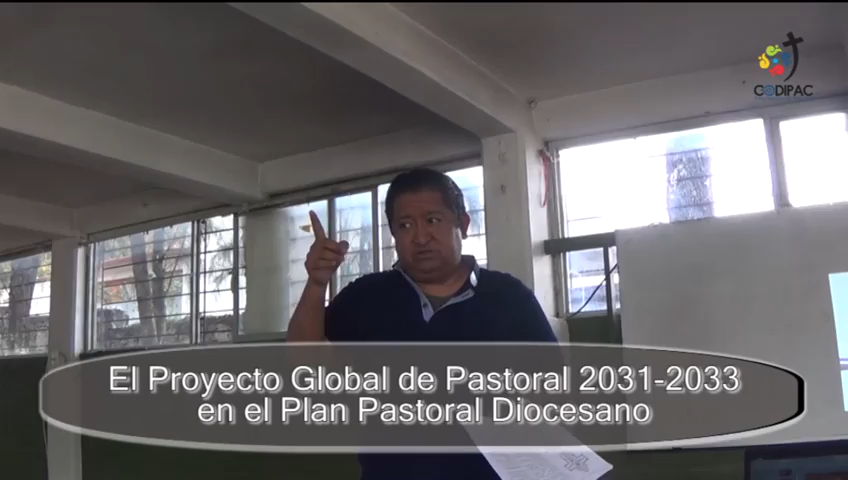 CODIPAC
El Proyecto Global de Pastoral 2031-2033
en el Plan Pastoral Diocesano